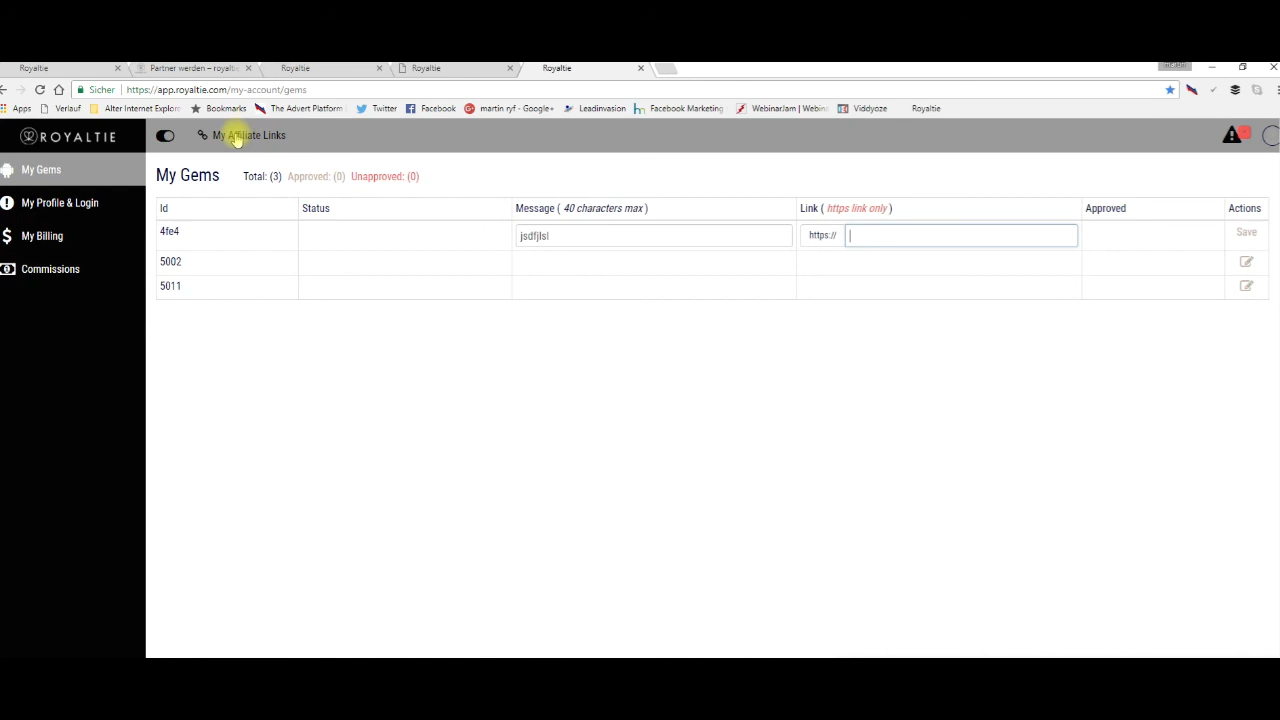 Royaltie
Partner werden – royaltie
Royaltie
Royaltie
Royaltie
Sicher https://app.royaltie.com/my-account/gems
Apps Verlauf Alter Internet Explore Bookmarks The Advert Platform Twitter Facebook martin ryf - Google+ Leadinvasion Facebook Marketing WebinarJam | Webina Viddyoze Royaltie
ROYALTIE
My Affiliate Links
My Gems
My Profile & Login
My Billing
Commissions
My Gems Total: (3) Approved: (0) Unapproved: (0)
Id Status Message ( 40 characters max ) Link ( https link only ) Approved Actions
4fe4 jsdfjlsl https:// Save
5002
5011